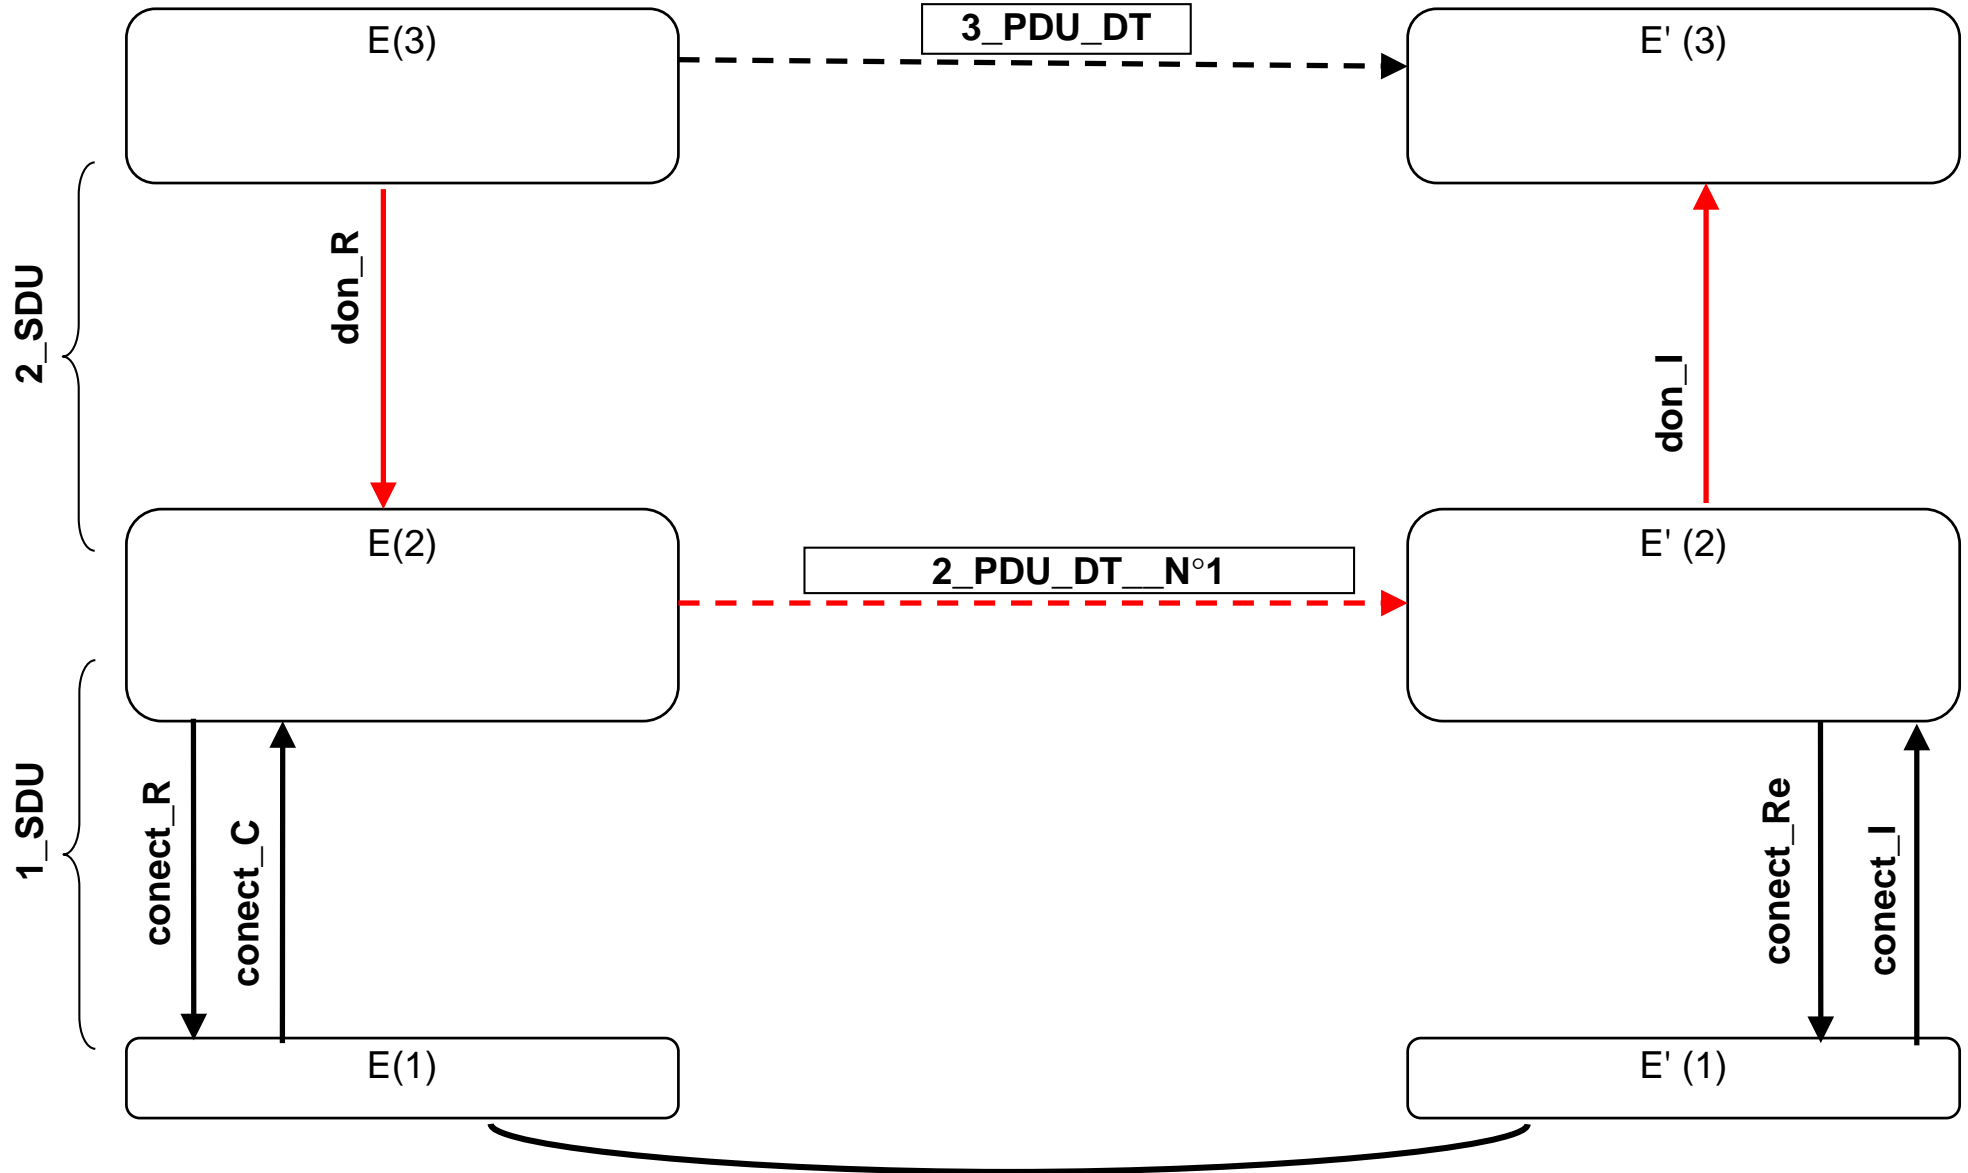 E(3)
3_PDU_DT
E' (3)
2_SDU
don_R
don_I
E(2)
2_PDU_DT__N°1
E' (2)
1_SDU
conect_R
conect_C
conect_Re
conect_I
E(1)
E' (1)